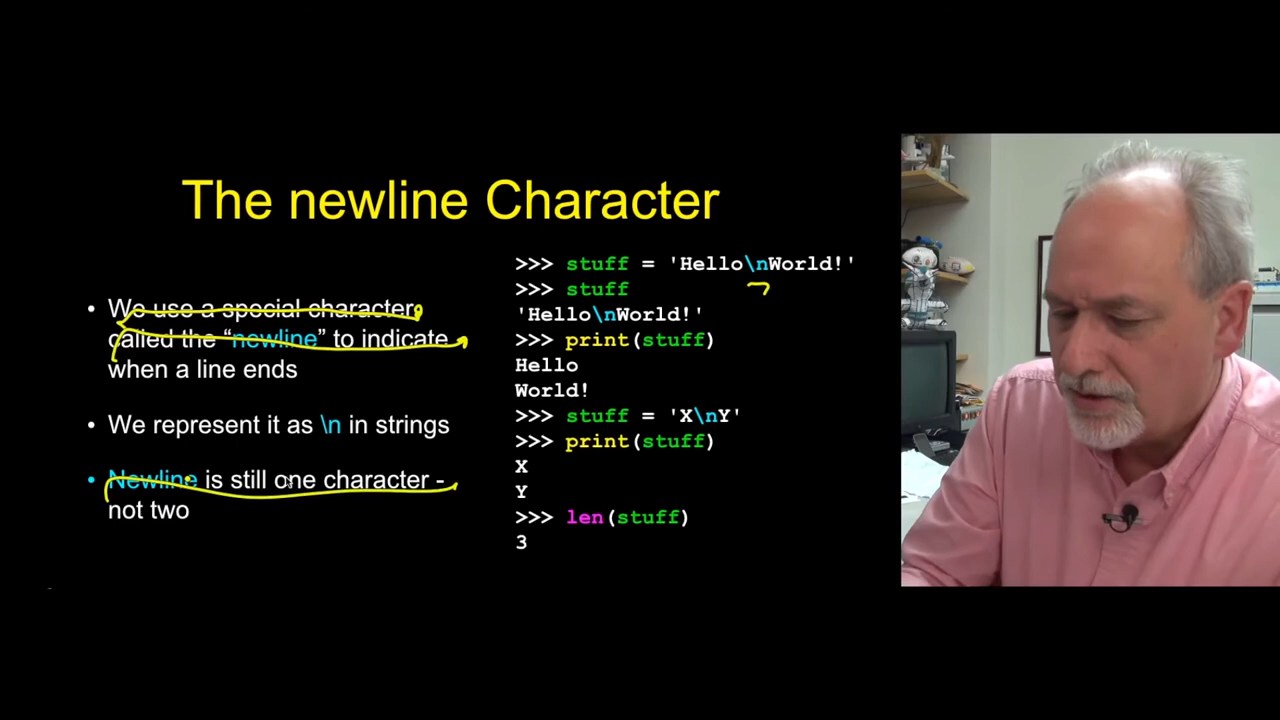 The newline Character
• We use a special character
called the “newline” to indicate
when a line ends
• We represent it as \n in strings
• Newline is still one character -
not two
>>> stuff = 'Hello\nWorld!'
>>> stuff
'Hello\nWorld!'
>>> print(stuff)
Hello
World!
>>> stuff = 'X\nY'
>>> print(stuff)
X
Y
>>> len(stuff)
3